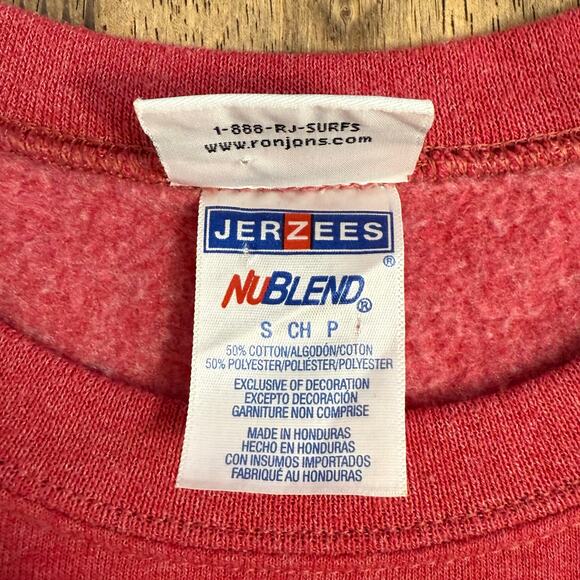 1-888-RJ-SURFS
www.ronjons.com
JERZEES
®
NUBLEND®
S CH P
50% COTTON/ALGODÓN/COTON
50% POLYESTER/POLIÉSTER/POLYESTER
EXCLUSIVE OF DECORATION
EXCEPTO DECORACIÓN
GARNITURE NON COMPRISE
MADE IN HONDURAS
HECHO EN HONDURAS
CON INSUMOS IMPORTADOS
FABRIQUÉ AU HONDURAS